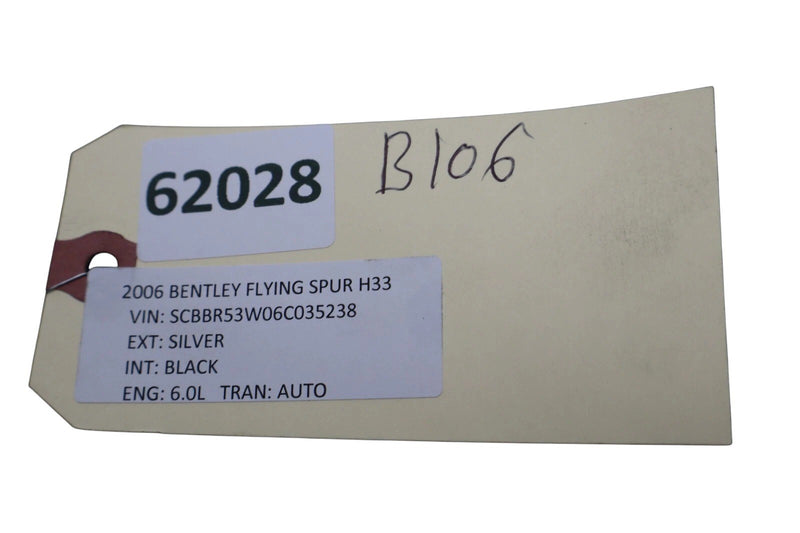 62028
B106
2006 BENTLEY FLYING SPUR H33
VIN: SCBBR53W06C035238
EXT: SILVER
INT: BLACK
ENG: 6.0L TRAN: AUTO